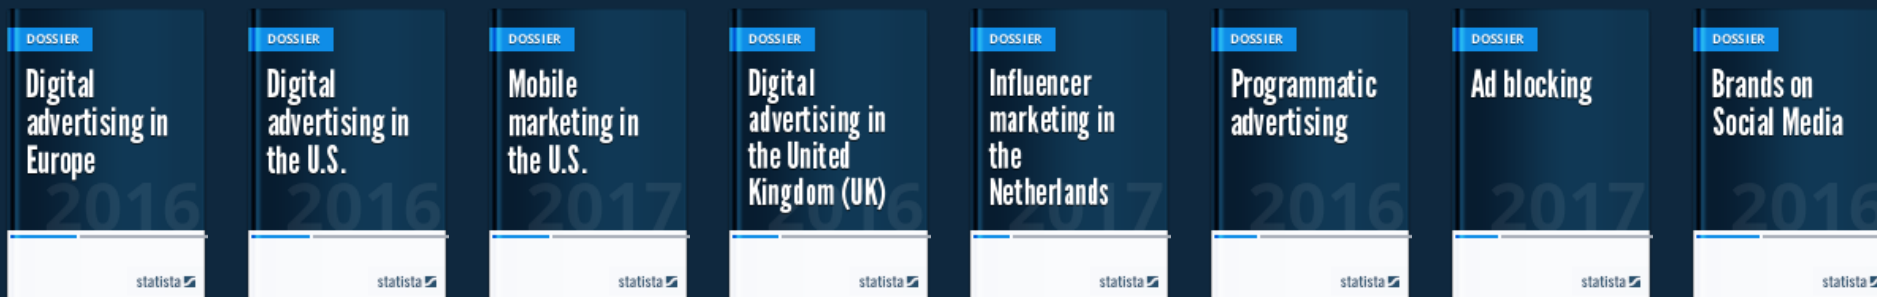 DOSSIER
Digital
advertising in
Europe
2016
statista
DOSSIER
Digital
advertising in
the U.S.
2016
statista
DOSSIER
Mobile
marketing in
the U.S.
2017
statista
DOSSIER
Digital
advertising in
the United
Kingdom (UK)
2016
statista
DOSSIER
Influencer
marketing in
the
Netherlands
2017
statista
DOSSIER
Programmatic
advertising
2016
statista
DOSSIER
Ad blocking
2017
statista
DOSSIER
Brands on
Social Media
2016
statista